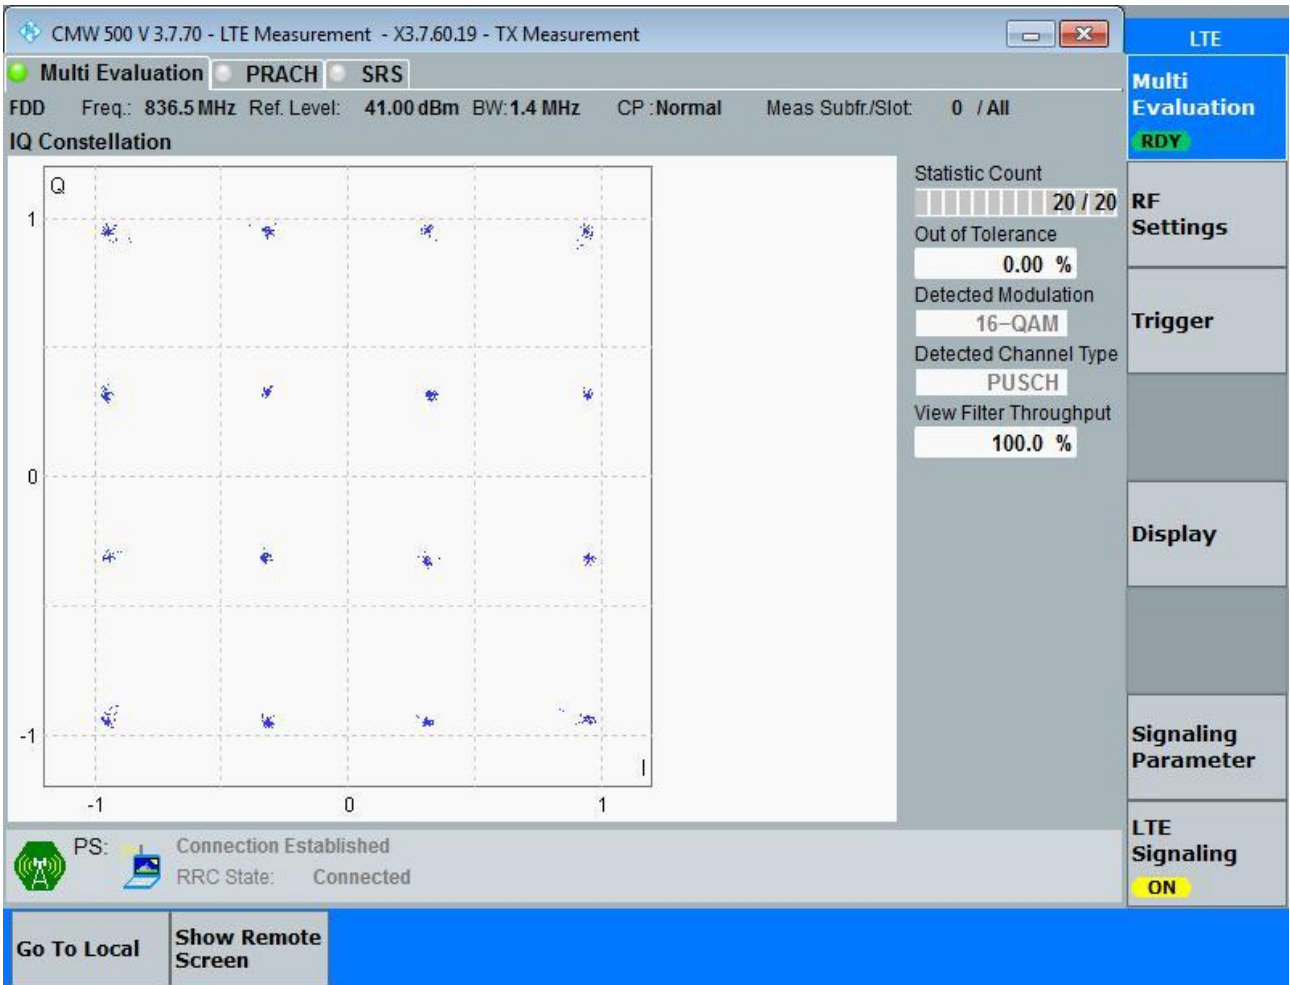 CMW 500 V 3.7.70 - LTE Measurement - X3.7.60.19 - TX Measurement
LTE
Multi Evaluation PRACH SRS
FDD Freq.: 836.5 MHz Ref. Level: 41.00 dBm BW: 1.4 MHz CP : Normal Meas Subfr./Slot: 0 / All
IQ Constellation
Q
1
0
-1
-1 0 1
I
Statistic Count
20 / 20
Out of Tolerance
0.00 %
Detected Modulation
16-QAM
Detected Channel Type
PUSCH
View Filter Throughput
100.0 %
Multi
Evaluation
RDY
RF
Settings
Trigger
Display
Signaling
Parameter
LTE
Signaling
ON
PS: Connection Established
RRC State: Connected
Go To Local
Show Remote
Screen